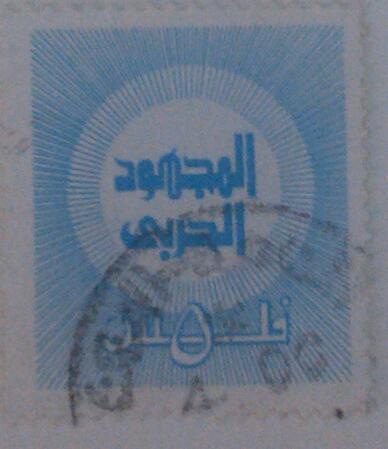 المجهود
الحربي
٥ فلس